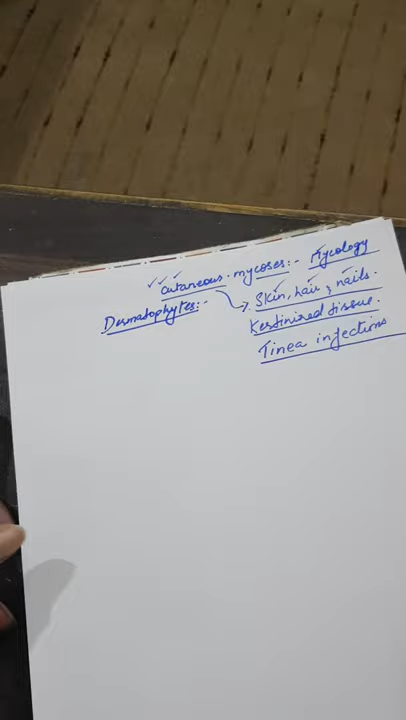 Mycology
cutaneous mycoses:-
Dermatophytes:-
Skin, hair, nails.
Keratinized tissue.
Tinea infections